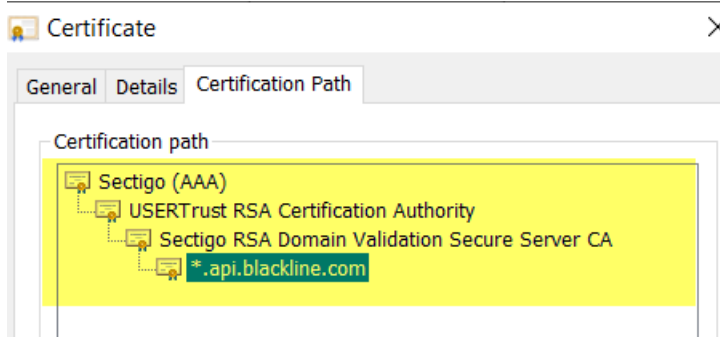 Certificate
General Details Certification Path
Certification path
Sectigo (AAA)
USERTrust RSA Certification Authority
Sectigo RSA Domain Validation Secure Server CA
*.api.blackline.com